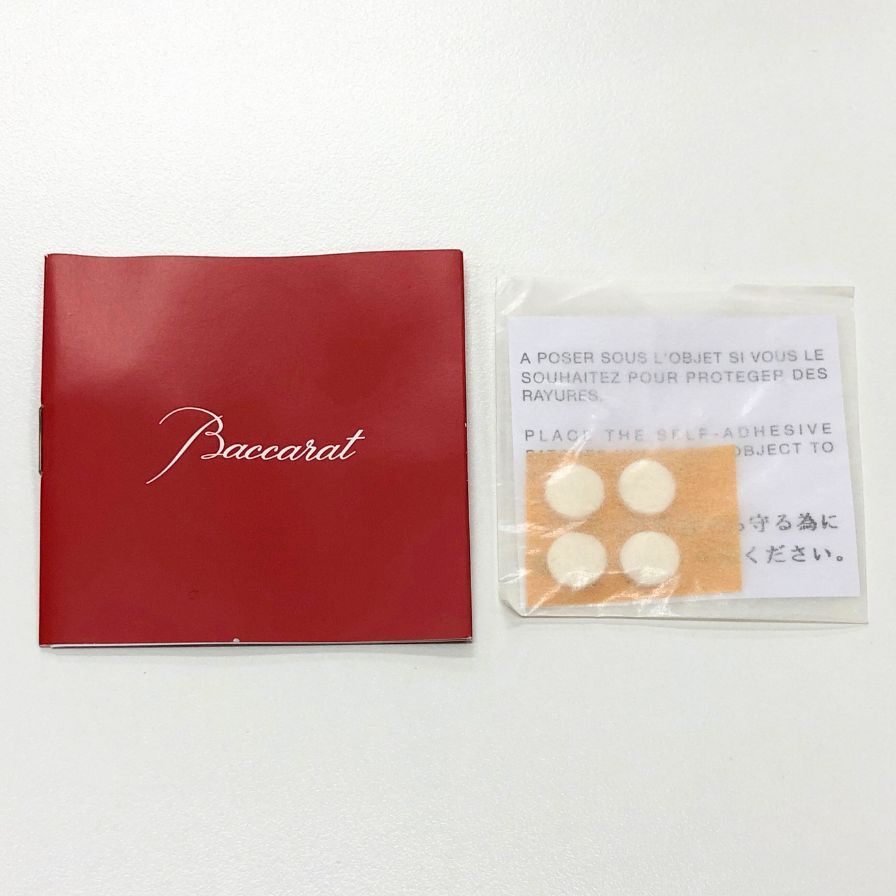 Baccarat
A POSER SOUS L'OBJET SI VOUS LE
SOUHAITEZ POUR PROTEGER DES
RAYURES.
PLACE THE SELF-ADHESIVE
OBJECT TO
守る為に
ください。